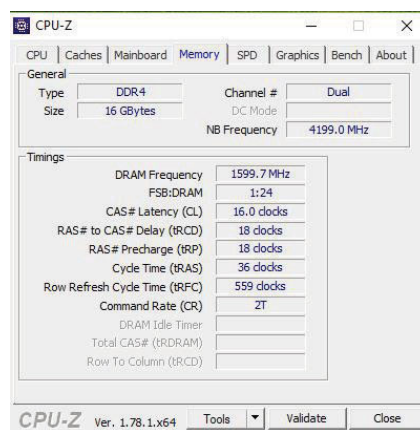 CPU-Z
CPU Caches Mainboard Memory SPD Graphics Bench About
General
Type DDR4 Channel # Dual
Size 16 GBytes DC Mode
NB Frequency 4199.0 MHz
Timings
DRAM Frequency 1599.7 MHz
FSB:DRAM 1:24
CAS# Latency (CL) 16.0 clocks
RAS# to CAS# Delay (tRCD) 18 clocks
RAS# Precharge (tRP) 18 clocks
Cycle Time (tRAS) 36 clocks
Row Refresh Cycle Time (tRFC) 559 clocks
Command Rate (CR) 2T
DRAM Idle Timer
Total CAS# (tRDRAM)
Row To Column (tRCD)
CPU-Z Ver. 1.78.1.x64 Tools Validate Close